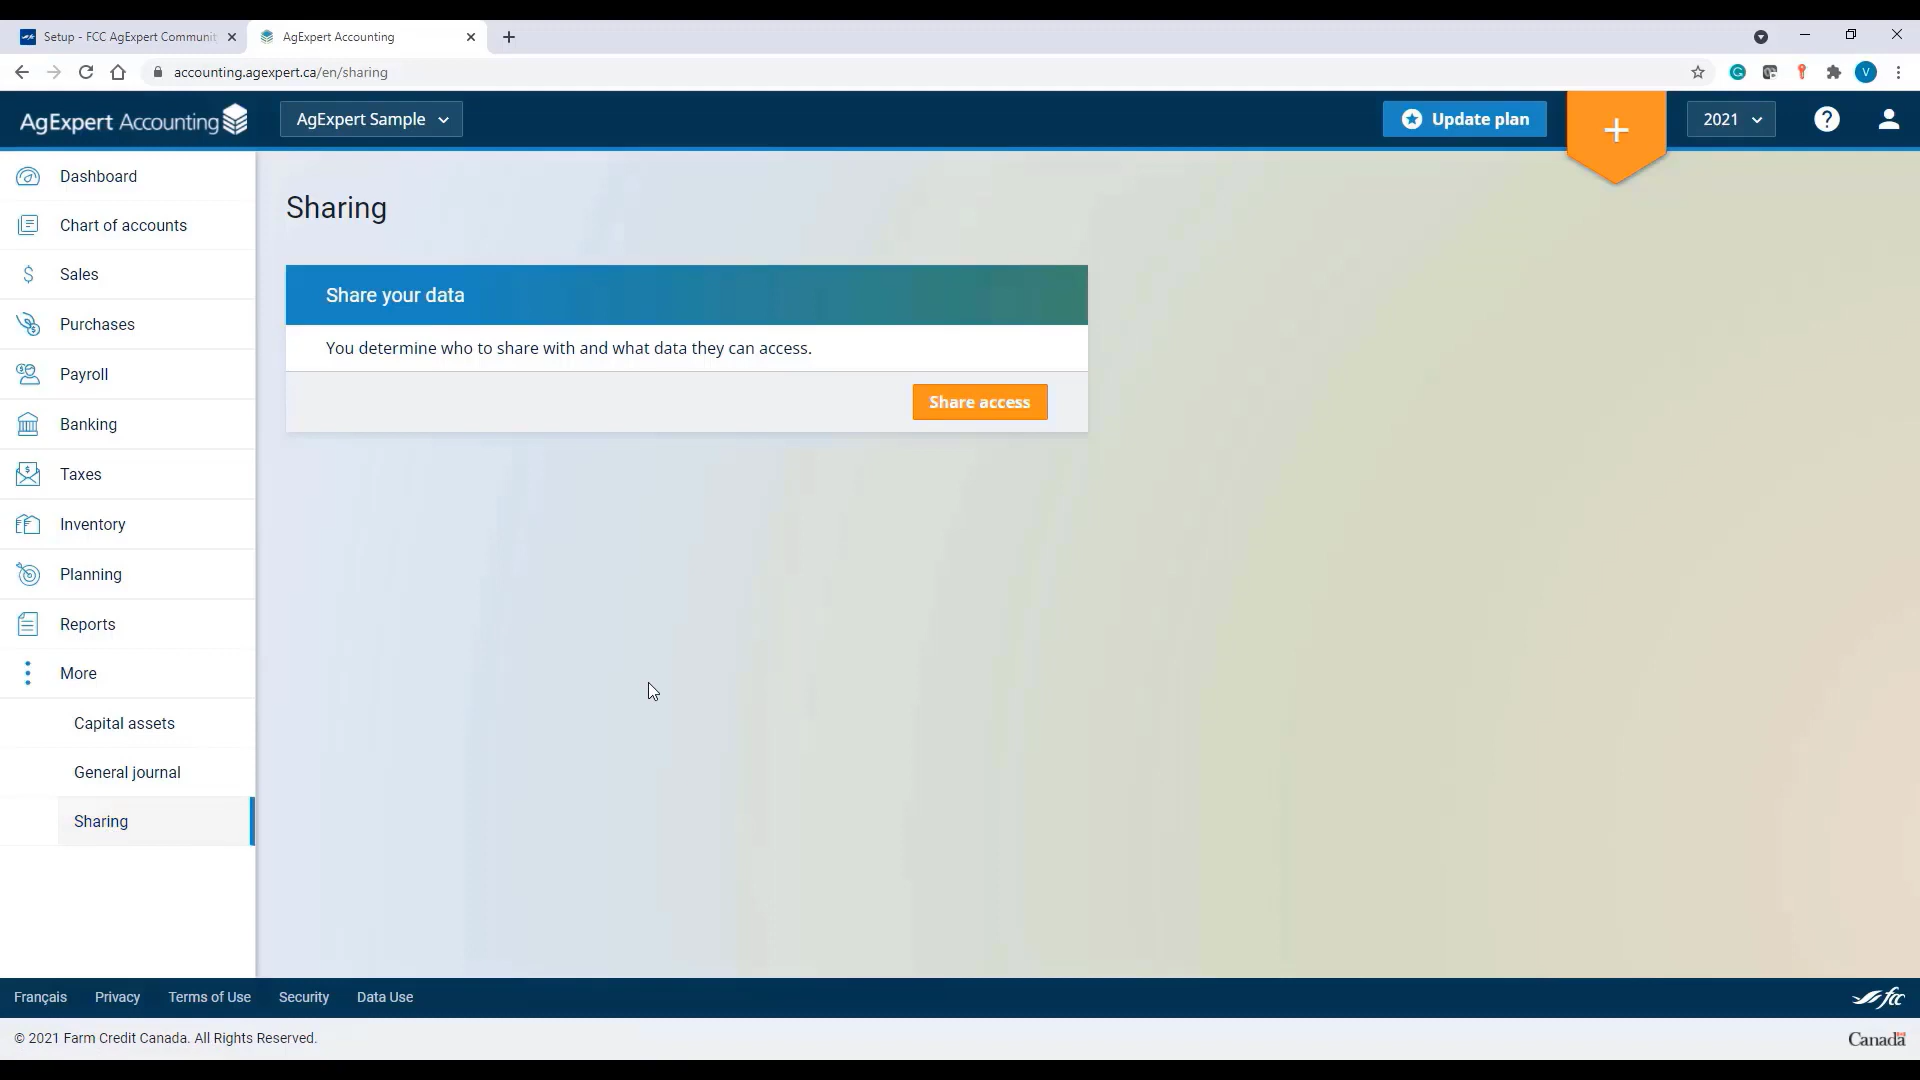 Setup - FCC AgExpert Communit
AgExpert Accounting
accounting.agexpert.ca/en/sharing
V
AgExpert Accounting
AgExpert Sample
Update plan
+
2021
?
Dashboard
Chart of accounts
Sales
Purchases
Payroll
Banking
Taxes
Inventory
Planning
Reports
More
Capital assets
General journal
Sharing
Sharing
Share your data
You determine who to share with and what data they can access.
Share access
Français Privacy Terms of Use Security Data Use
fcc
© 2021 Farm Credit Canada. All Rights Reserved.
Canada